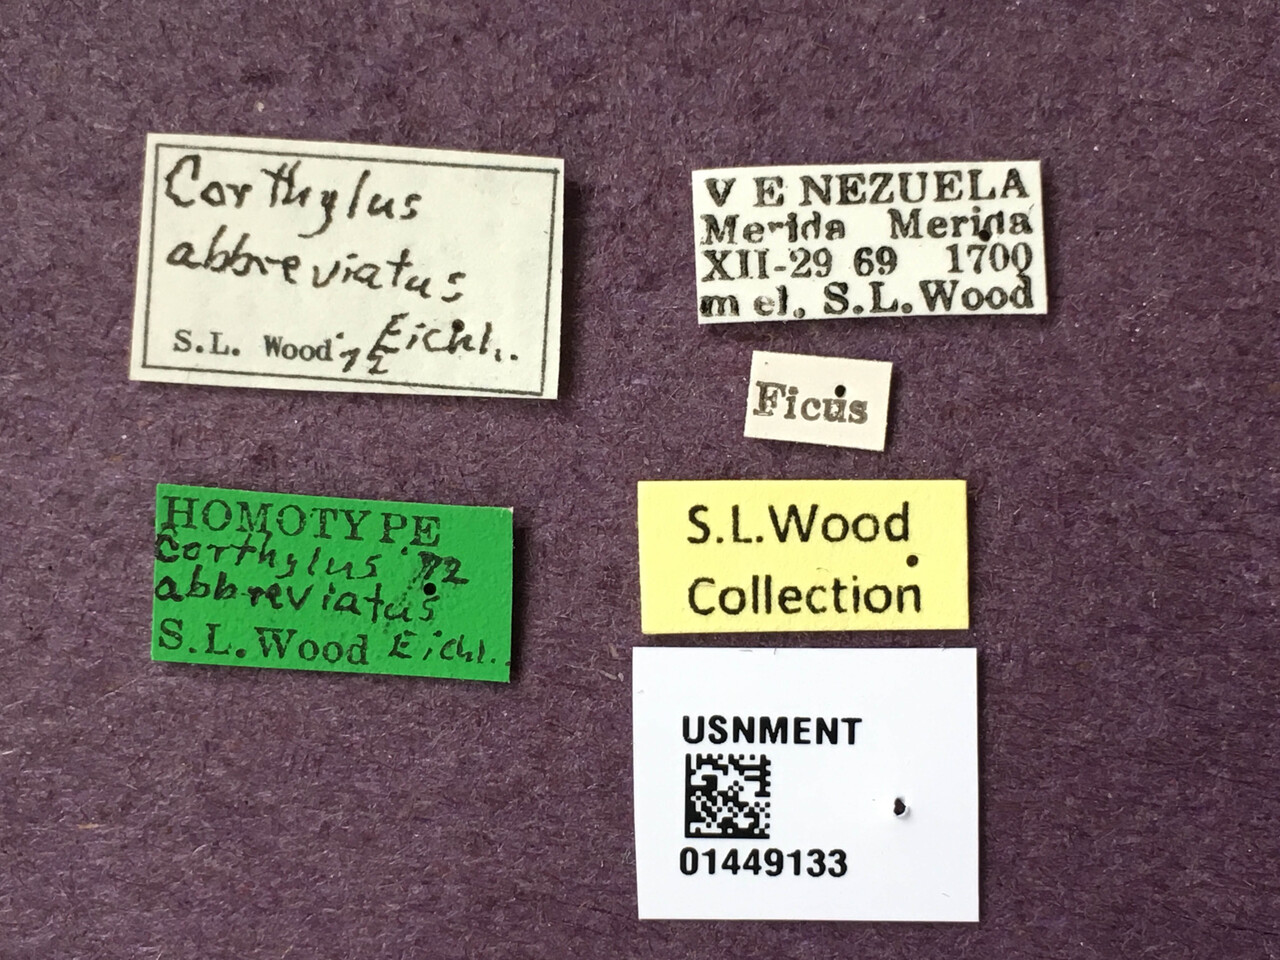 Corthylus
abbreviatus
Eichh.
S.L. Wood '72
VENEZUELA
Merida Merida
XII-29 69 1700
m el, S.L. Wood
Ficus
HOMOTYPE
Corthylus '72
abbreviatus
S.L. Wood Eichh.
S.L.Wood
Collection
USNMENT
01449133